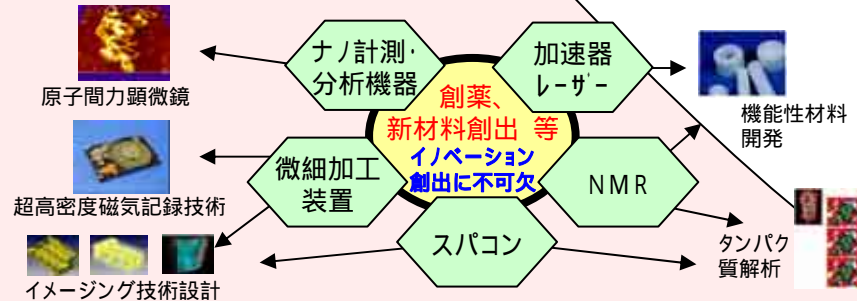 ナノ計測・
分析機器
加速器
レーザー
原子間力顕微鏡
創薬、
新材料創出 等
イノベーション
創出に不可欠
機能性材料
開発
微細加工
装置
NMR
超高密度磁気記録技術
スパコン
タンパク
質解析
イメージング技術設計